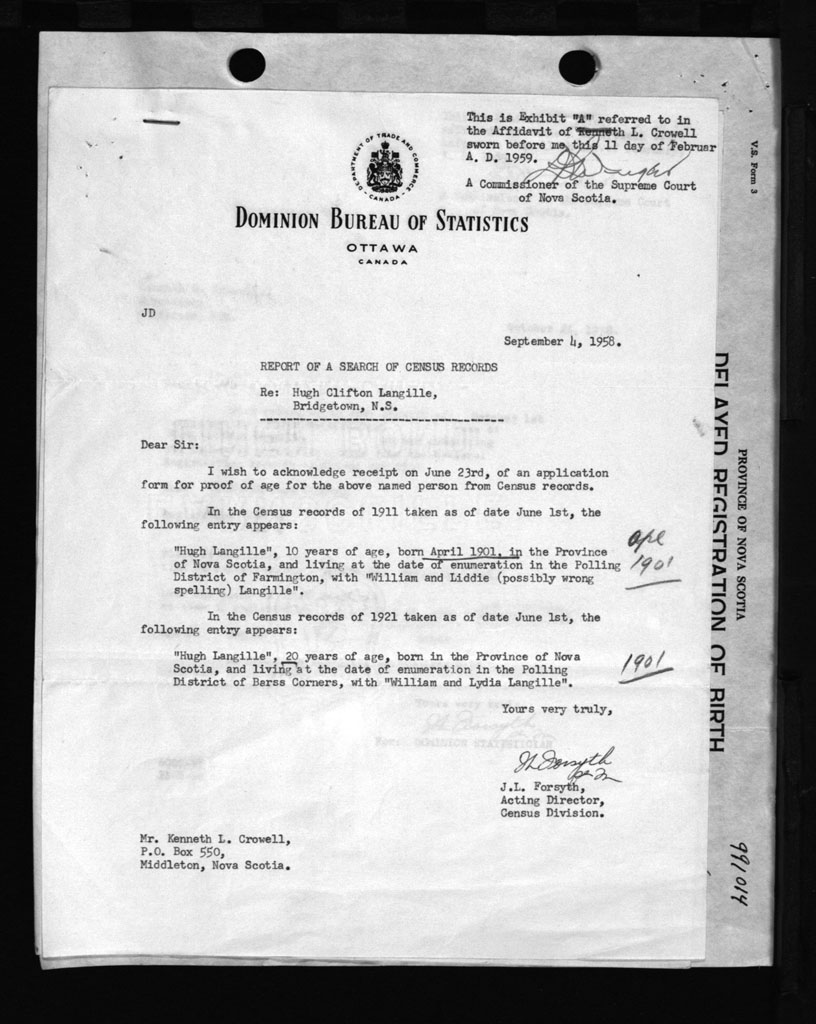 This is Exhibit "A" referred to in
the Affidavit of Kenneth L. Crowell
sworn before me this 11 day of Februar
A. D. 1959.
A Commissioner of the Supreme Court
of Nova Scotia.
DEPARTMENT OF TRADE AND COMMERCE
CANADA
DOMINION BUREAU OF STATISTICS
OTTAWA
CANADA
JD
September 4, 1958.
REPORT OF A SEARCH OF CENSUS RECORDS
Re: Hugh Clifton Langille,
Bridgetown, N.S.
Dear Sir:
I wish to acknowledge receipt on June 23rd, of an application
form for proof of age for the above named person from Census records.
In the Census records of 1911 taken as of date June 1st, the
following entry appears:
"Hugh Langille", 10 years of age, born April 1901, in the Province
of Nova Scotia, and living at the date of enumeration in the Polling
District of Farmington, with "William and Liddie (possibly wrong
spelling) Langille".
apl
1901
In the Census records of 1921 taken as of date June 1st, the
following entry appears:
"Hugh Langille", 20 years of age, born in the Province of Nova
Scotia, and living at the date of enumeration in the Polling
District of Barss Corners, with "William and Lydia Langille".
1901
Yours very truly,
JL Forsyth
J.L. Forsyth,
Acting Director,
Census Division.
Mr. Kenneth L. Crowell,
P.O. Box 550,
Middleton, Nova Scotia.
V.S. Form 3
PROVINCE OF NOVA SCOTIA
DELAYED REGISTRATION OF BIRTH
991014